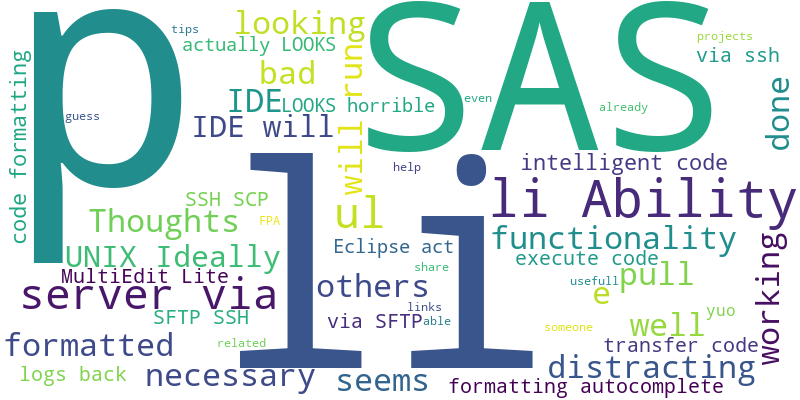 p
SAS
li
tips
looking
projects
actually LOOKS
via ssh
bad
run
IDE
LOOKS horrible
even
already
done
guess
IDE will
code formatting
will
help
intelligent code
li Ability
SSH SCP
ul
Thoughts
FPA
functionality
Eclipse act
UNIX Ideally
execute code
share
MultiEdit Lite
pull
working
others
usefull
server via
e
links
yuo
SFTP SSH
via SFTP
able
well
someone
formatted
related
transfer code
distracting
logs back
necessary
seems
formatting autocomplete